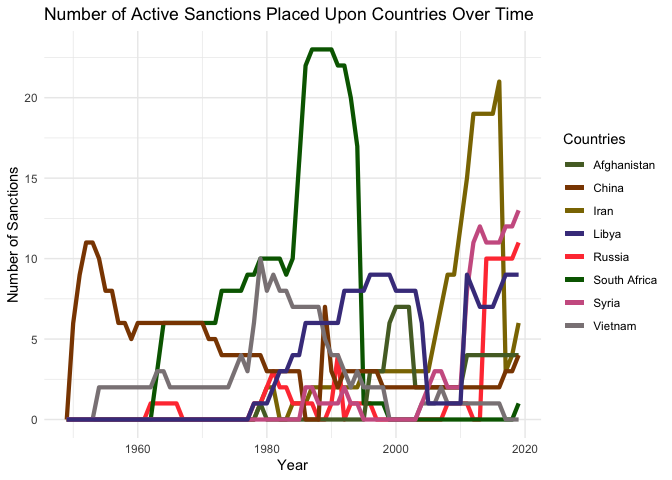 Number of Active Sanctions Placed Upon Countries Over Time
Number of Sanctions
20
15
10
5
0
1960
1980
2000
2020
Year
Countries
Afghanistan
China
Iran
Libya
Russia
South Africa
Syria
Vietnam